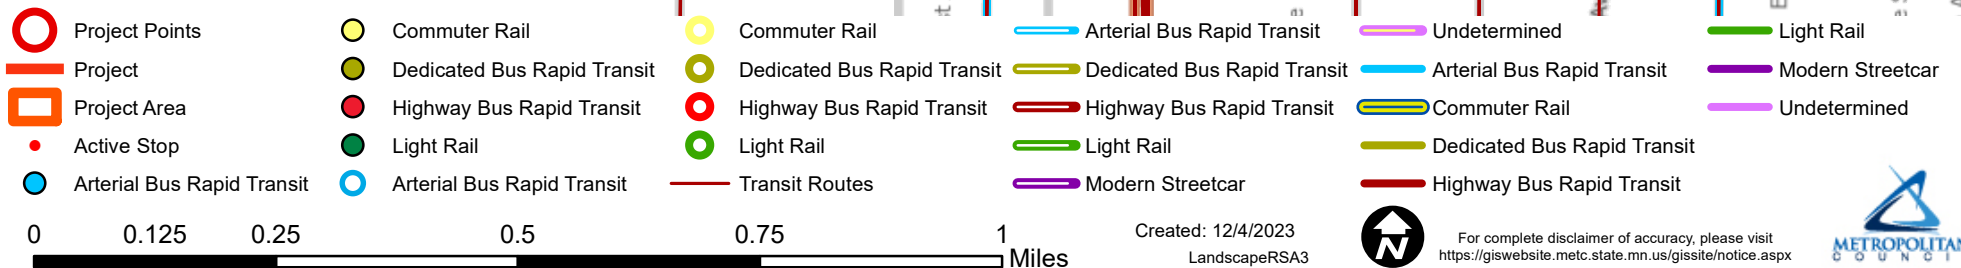 Project Points
Project
Project Area
Active Stop
Arterial Bus Rapid Transit
Commuter Rail
Dedicated Bus Rapid Transit
Highway Bus Rapid Transit
Light Rail
Arterial Bus Rapid Transit
Commuter Rail
Dedicated Bus Rapid Transit
Highway Bus Rapid Transit
Light Rail
Transit Routes
Arterial Bus Rapid Transit
Dedicated Bus Rapid Transit
Highway Bus Rapid Transit
Light Rail
Modern Streetcar
Undetermined
Arterial Bus Rapid Transit
Commuter Rail
Dedicated Bus Rapid Transit
Highway Bus Rapid Transit
Light Rail
Modern Streetcar
Undetermined
0 0.125 0.25 0.5 0.75 1
Miles
Created: 12/4/2023
LandscapeRSA3
N
For complete disclaimer of accuracy, please visit
https://giswebsite.metc.state.mn.us/gissite/notice.aspx
METROPOLITAN
COUNCI